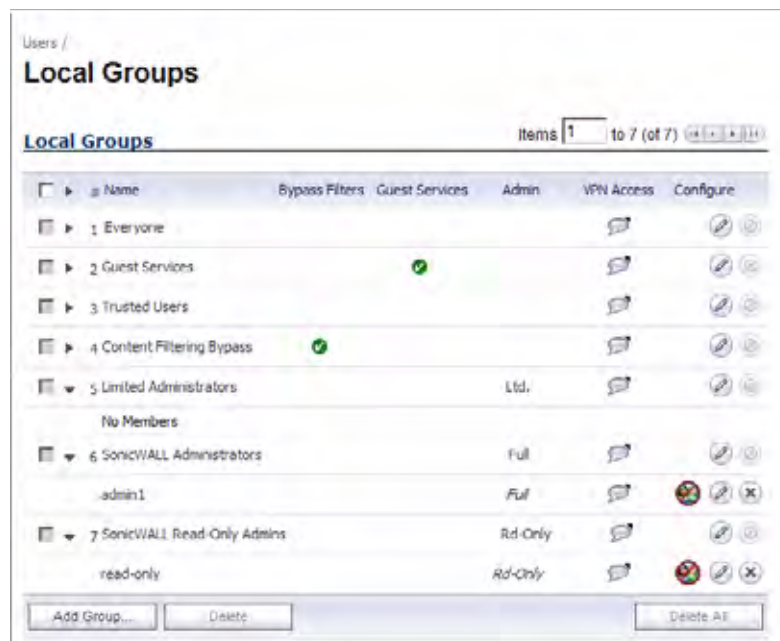 Users /
Local Groups
Local Groups Items 1 to 7 (of 7)
# Name Bypass Filters Guest Services Admin VPN Access Configure
1 Everyone
2 Guest Services
3 Trusted Users
4 Content Filtering Bypass
5 Limited Administrators Ltd.
No Members
6 SonicWALL Administrators Full
admin1 Full
7 SonicWALL Read-Only Admins Rd-Only
read-only Rd-Only
Add Group... Delete Delete All